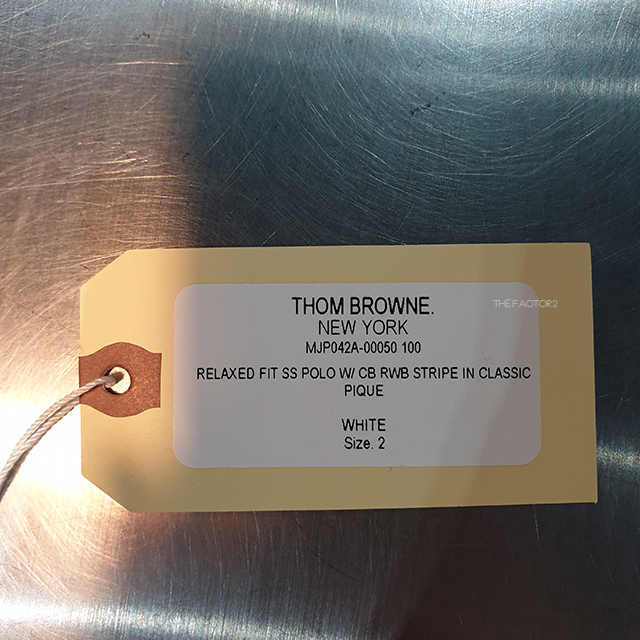 THOM BROWNE.
NEW YORK
MJP042A-00050 100
RELAXED FIT SS POLO W/ CB RWB STRIPE IN CLASSIC
PIQUE
WHITE
Size. 2
THE FACTOR2